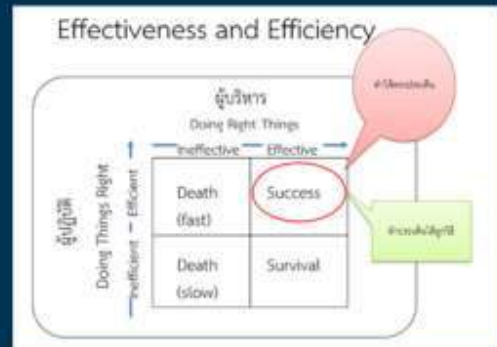 Effectiveness and Efficiency
ผู้บริหาร
Doing Right Things
Ineffective – Effective
ผู้ปฏิบัติ
Doing Things Right
Inefficient – Efficient
Death
(fast)
Success
Death
(slow)
Survival